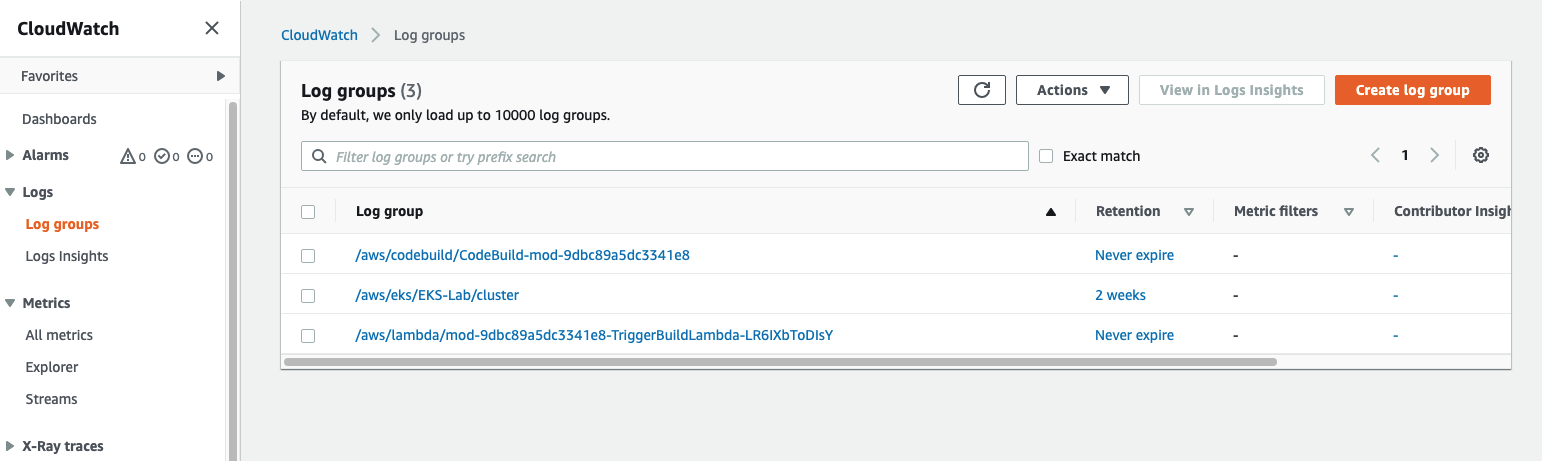 CloudWatch
Favorites
Dashboards
Alarms 0 0 0
Logs
Log groups
Logs Insights
Metrics
All metrics
Explorer
Streams
X-Ray traces
CloudWatch Log groups
Log groups (3)
By default, we only load up to 10000 log groups.
Actions View in Logs Insights Create log group
Filter log groups or try prefix search Exact match 1
Log group Retention Metric filters Contributor Insigh
/aws/codebuild/CodeBuild-mod-9dbc89a5dc3341e8 Never expire - -
/aws/eks/EKS-Lab/cluster 2 weeks - -
/aws/lambda/mod-9dbc89a5dc3341e8-TriggerBuildLambda-LR6IXbToDIsY Never expire - -